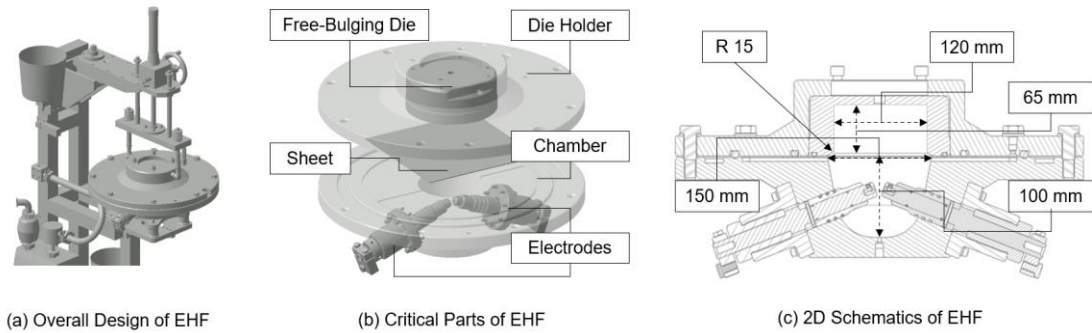 Free-Bulging Die
Die Holder
Sheet
Chamber
Electrodes
R 15
120 mm
65 mm
150 mm
100 mm
(a) Overall Design of EHF
(b) Critical Parts of EHF
(c) 2D Schematics of EHF